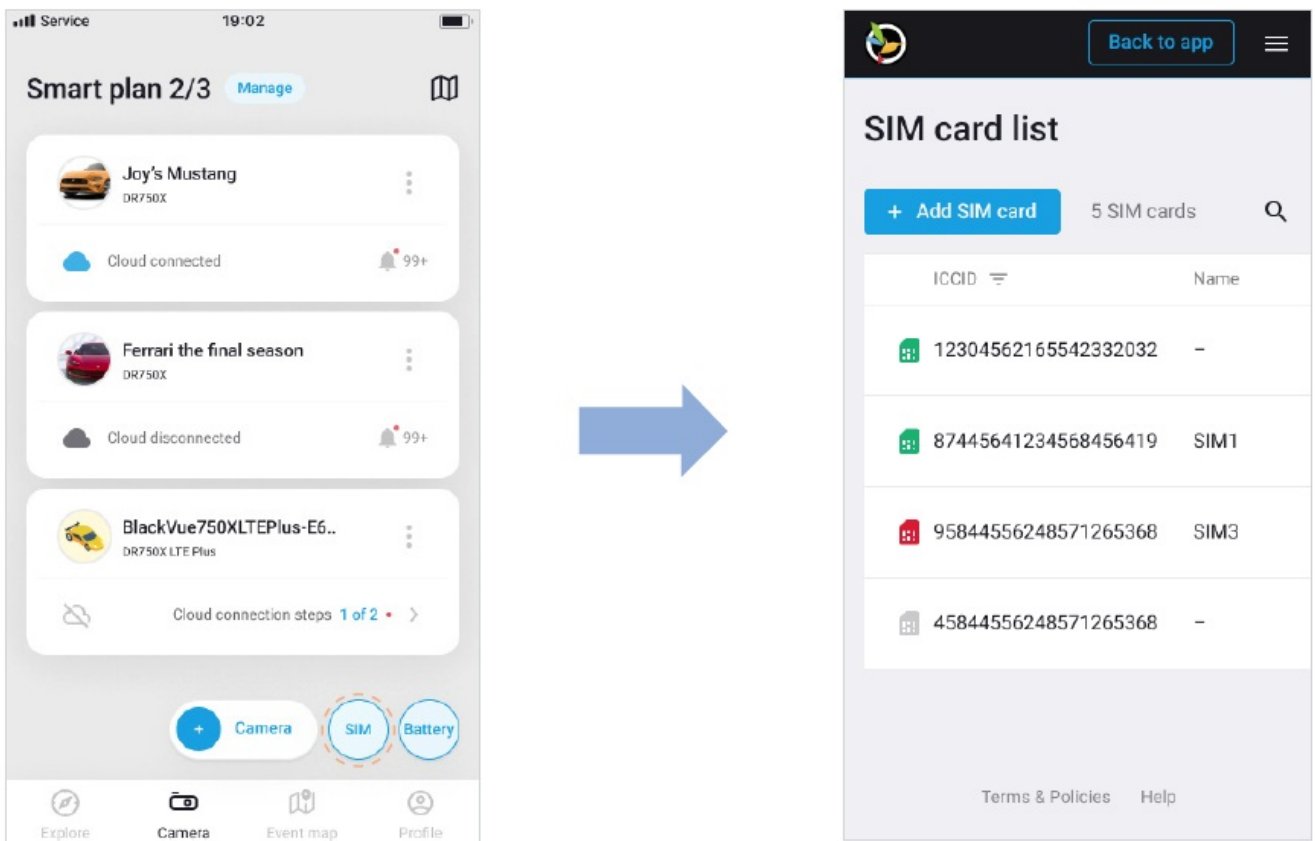 Service 19:02
Smart plan 2/3 Manage
Joy's Mustang
DR750X
Cloud connected 99+
Ferrari the final season
DR750X
Cloud disconnected 99+
BlackVue750XLTEPlus-E6..
DR750X LTE Plus
Cloud connection steps 1 of 2
+ Camera SIM Battery
Explore Camera Event map Profile
Back to app
SIM card list
+ Add SIM card 5 SIM cards
ICCID Name
12304562165542332032 –
87445641234568456419 SIM1
95844556248571265368 SIM3
45844556248571265368 –
Terms & Policies Help